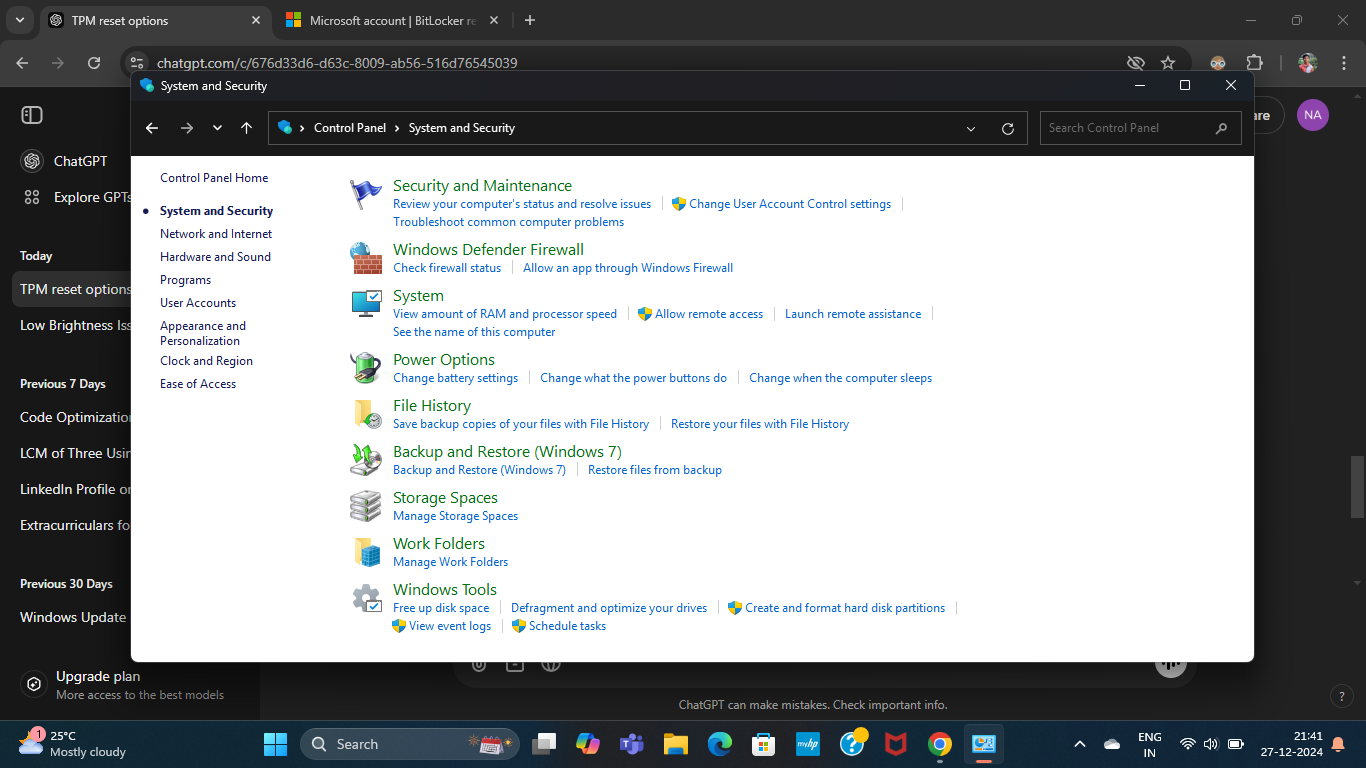 TPM reset options
Microsoft account | BitLocker re
chatgpt.com/c/676d33d6-d63c-8009-ab56-516d76545039
System and Security
Control Panel
System and Security
Search Control Panel
are
NA
ChatGPT
Explore GPTs
Today
TPM reset options
Low Brightness Iss
Previous 7 Days
Code Optimization
LCM of Three Usin
LinkedIn Profile or
Extracurriculars fo
Previous 30 Days
Windows Update
Upgrade plan
More access to the best models
Control Panel Home
System and Security
Network and Internet
Hardware and Sound
Programs
User Accounts
Appearance and
Personalization
Clock and Region
Ease of Access
Security and Maintenance
Review your computer's status and resolve issues
Change User Account Control settings
Troubleshoot common computer problems
Windows Defender Firewall
Check firewall status
Allow an app through Windows Firewall
System
View amount of RAM and processor speed
Allow remote access
Launch remote assistance
See the name of this computer
Power Options
Change battery settings
Change what the power buttons do
Change when the computer sleeps
File History
Save backup copies of your files with File History
Restore your files with File History
Backup and Restore (Windows 7)
Backup and Restore (Windows 7)
Restore files from backup
Storage Spaces
Manage Storage Spaces
Work Folders
Manage Work Folders
Windows Tools
Free up disk space
Defragment and optimize your drives
Create and format hard disk partitions
View event logs
Schedule tasks
ChatGPT can make mistakes. Check important info.
?
1
25°C
Mostly cloudy
Search
myhp
ENG
IN
21:41
27-12-2024